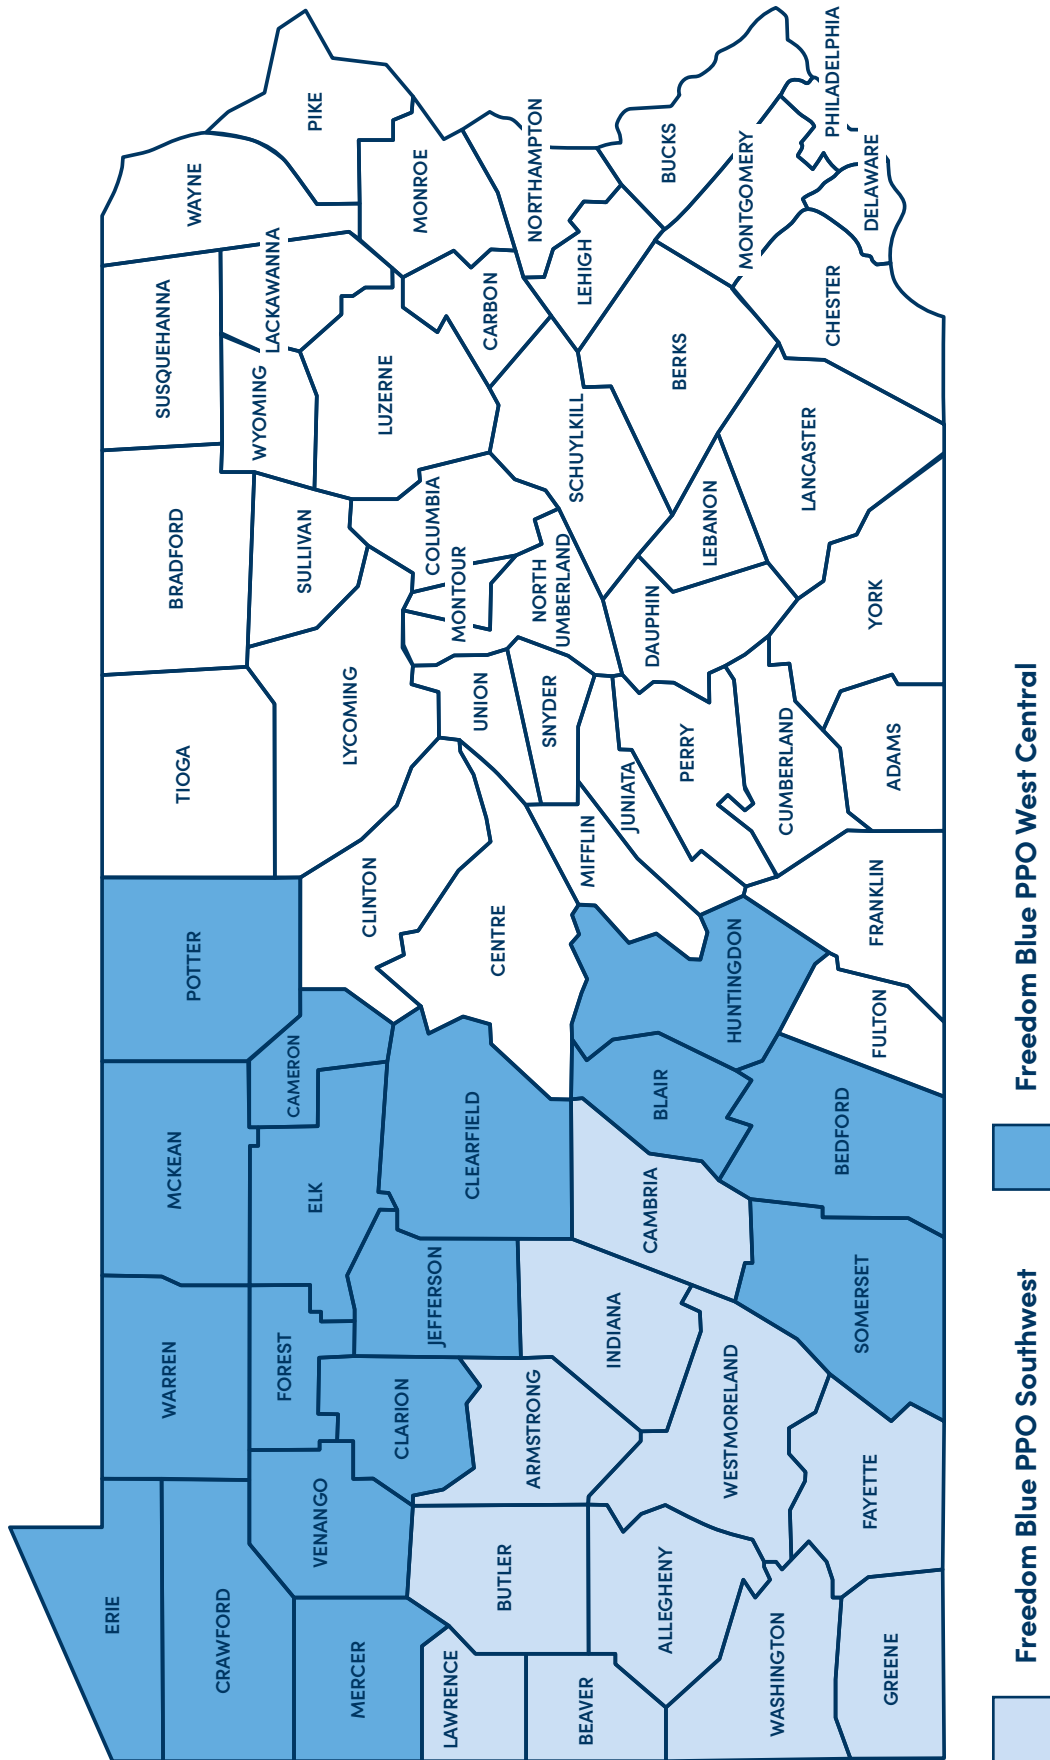 ERIE
CRAWFORD
WARREN
MCKEAN
POTTER
TIOGA
BRADFORD
SUSQUEHANNA
WAYNE
PIKE
MERCER
VENANGO
FOREST
ELK
CAMERON
CLINTON
LYCOMING
SULLIVAN
WYOMING
LACKAWANNA
LUZERNE
MONROE
LAWRENCE
BUTLER
CLARION
JEFFERSON
CLEARFIELD
CENTRE
UNION
MONTOUR
COLUMBIA
CARBON
NORTHAMPTON
BEAVER
ARMSTRONG
INDIANA
CAMBRIA
BLAIR
MIFFLIN
SNYDER
NORTH
UMBERLAND
SCHUYLKILL
LEHIGH
ALLEGHENY
WESTMORELAND
HUNTINGDON
JUNIATA
PERRY
DAUPHIN
LEBANON
BERKS
MONTGOMERY
BUCKS
WASHINGTON
CUMBERLAND
LANCASTER
CHESTER
PHILADELPHIA
GREENE
FAYETTE
SOMERSET
BEDFORD
FULTON
FRANKLIN
ADAMS
YORK
DELAWARE
Freedom Blue PPO Southwest
Freedom Blue PPO West Central